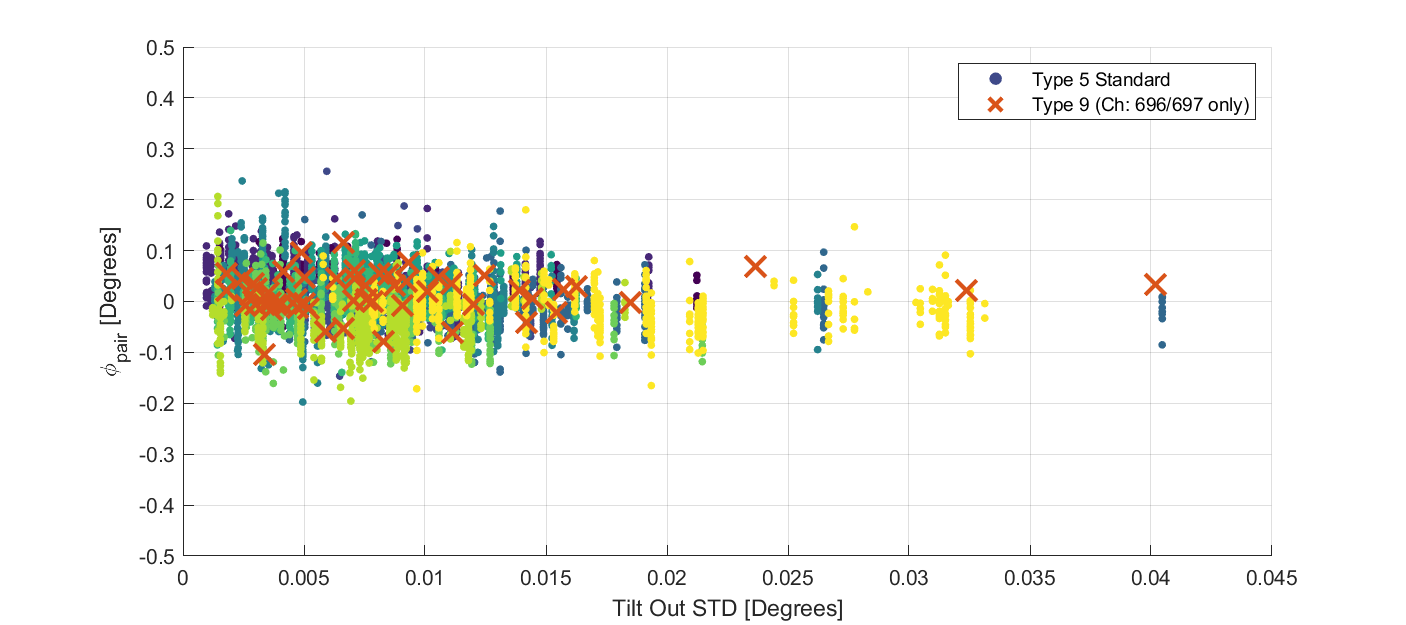 0.5
0.4
0.3
0.2
0.1
0
-0.1
-0.2
-0.3
-0.4
-0.5
ϕpair [Degrees]
Type 5 Standard
Type 9 (Ch: 696/697 only)
0 0.005 0.01 0.015 0.02 0.025 0.03 0.035 0.04 0.045
Tilt Out STD [Degrees]